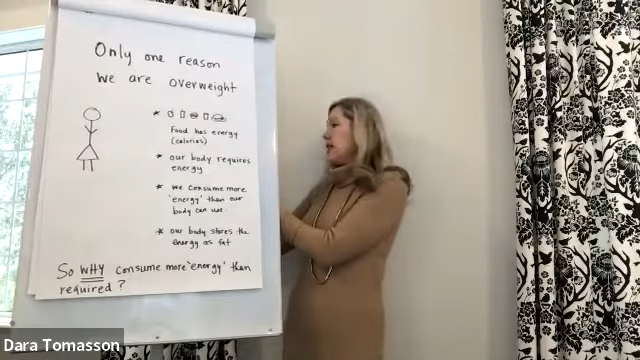 Only one reason
we are overweight
* Food has energy
(calories)
* our body requires
energy
* we consume more
"energy" than our
body can use.
* our body stores the
energy as fat
So WHY consume more "energy" than
required?
Dara Tomasson